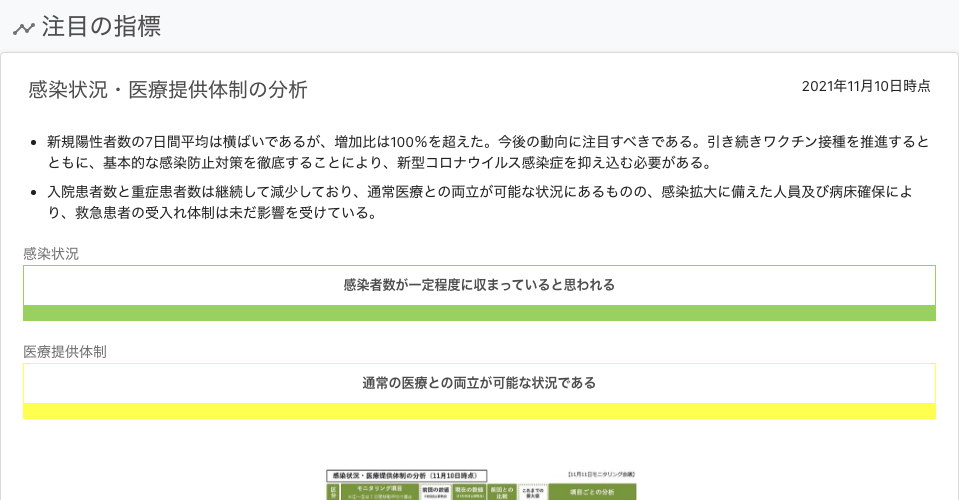 注目の指標
感染状況・医療提供体制の分析
2021年11月10日時点
新規陽性者数の7日間平均は横ばいであるが、増加比は100％を超えた。今後の動向に注目すべきである。引き続きワクチン接種を推進すると
ともに、基本的な感染防止対策を徹底することにより、新型コロナウイルス感染症を抑え込む必要がある。
入院患者数と重症患者数は継続して減少しており、通常医療との両立が可能な状況にあるものの、感染拡大に備えた人員及び病床確保によ
り、救急患者の受入れ体制は未だ影響を受けている。
感染状況
感染者数が一定程度に収まっていると思われる
医療提供体制
通常の医療との両立が可能な状況である
感染状況・医療提供体制の分析（11月10日時点）
【11月11日モニタリング会議】
区分
モニタリング項目
前回の数値
現在の数値
前回との
比較
これまでの
最大値
項目ごとの分析